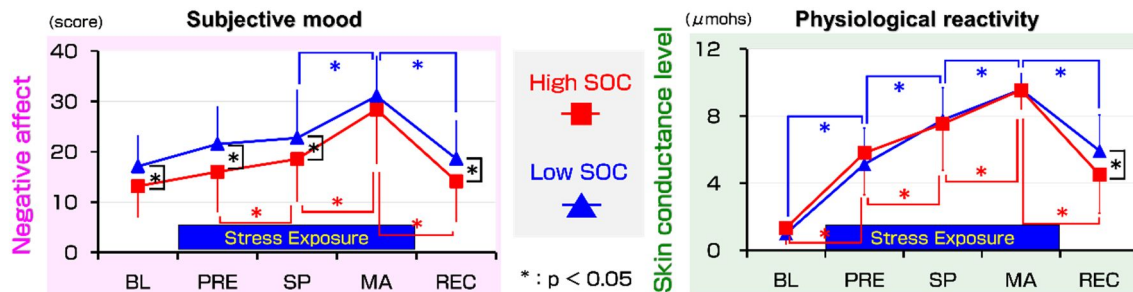 (score) Subjective mood
Negative affect
40
30
20
10
0
* *
* * * *
* * *
Stress Exposure
BL PRE SP MA REC
High SOC
Low SOC
* : p < 0.05
(μmohs) Physiological reactivity
Skin conductance level
12
8
4
0
* * * *
*
* * * *
Stress Exposure
BL PRE SP MA REC